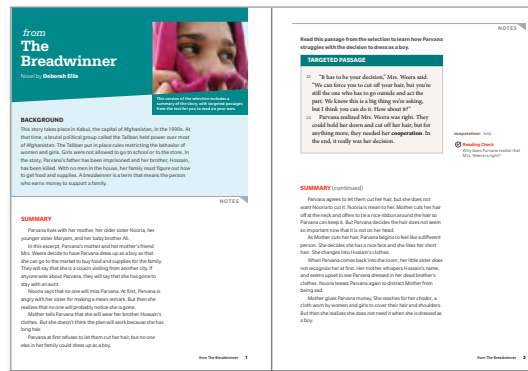 from
The
Breadwinner
Novel by Deborah Ellis
This version of the selection includes a
summary of the story, with targeted passages
from the text for you to read on your own.
BACKGROUND
This story takes place in Kabul, the capital of Afghanistan, in the 1990s. At
that time, a brutal political group called the Taliban held power over most
of Afghanistan. The Taliban put in place rules restricting the behavior of
women and girls. Girls were not allowed to go to school or to the store. In
the story, Parvana's father has been imprisoned and her brother, Hossain,
has been killed. With no men in the house, her family must figure out how
to get food and supplies. A breadwinner is a term that means the person
who earns money to support a family.
NOTES
SUMMARY
Parvana lives with her mother, her older sister Nooria, her
younger sister Maryam, and her baby brother Ali.
In this excerpt, Parvana's mother and her mother's friend
Mrs. Weera decide to have Parvana dress up as a boy so that
she can go to the market to buy food and supplies for the family.
They will say that she is a cousin visiting from another city. If
anyone asks about Parvana, they will say that she has gone to
stay with an aunt.
Nooria says that no one will miss Parvana. At first, Parvana is
angry with her sister for making a mean remark. But then she
realizes that no one will probably notice she is gone.
Mother tells Parvana that she will wear her brother Hossain's
clothes. But she doesn't think the plan will work because she has
long hair.
Parvana at first refuses to let them cut her hair, but no one
else in her family could dress up as a boy.
from The Breadwinner 1
NOTES
Read this passage from the selection to learn how Parvana
struggles with the decision to dress as a boy.
TARGETED PASSAGE
22 "It has to be your decision," Mrs. Weera said.
"We can force you to cut off your hair, but you're
still the one who has to go outside and act the
part. We know this is a big thing we're asking,
but I think you can do it. How about it?"
23 Parvana realized Mrs. Weera was right. They
could hold her down and cut off her hair, but for
anything more, they needed her cooperation. In
the end, it really was her decision.
cooperation: help
Reading Check
Why does Parvana realize that
Mrs. Weera is right?
SUMMARY (continued)
Parvana agrees to let them cut her hair, but she does not
want Nooria to cut it. Nooria is mean to her. Mother cuts her hair
off at the neck and offers to tie a nice ribbon around the hair so
Parvana can keep it. But Parvana decides the hair does not seem
so important now that it is not on her head.
As Mother cuts her hair, Parvana begins to feel like a different
person. She decides she has a nice face and she likes her short
hair. She changes into Hossain's clothes.
When Parvana comes back into the room, her little sister does
not recognize her at first. Her mother whispers Hossain's name,
and seems upset to see Parvana dressed in her dead brother's
clothes. Nooria teases Parvana again to distract Mother from
being sad.
Mother gives Parvana money. She reaches for her chador, a
cloth worn by women and girls to cover their hair and shoulders.
But then she realizes she does not need it when she is dressed as
a boy.
from The Breadwinner 2